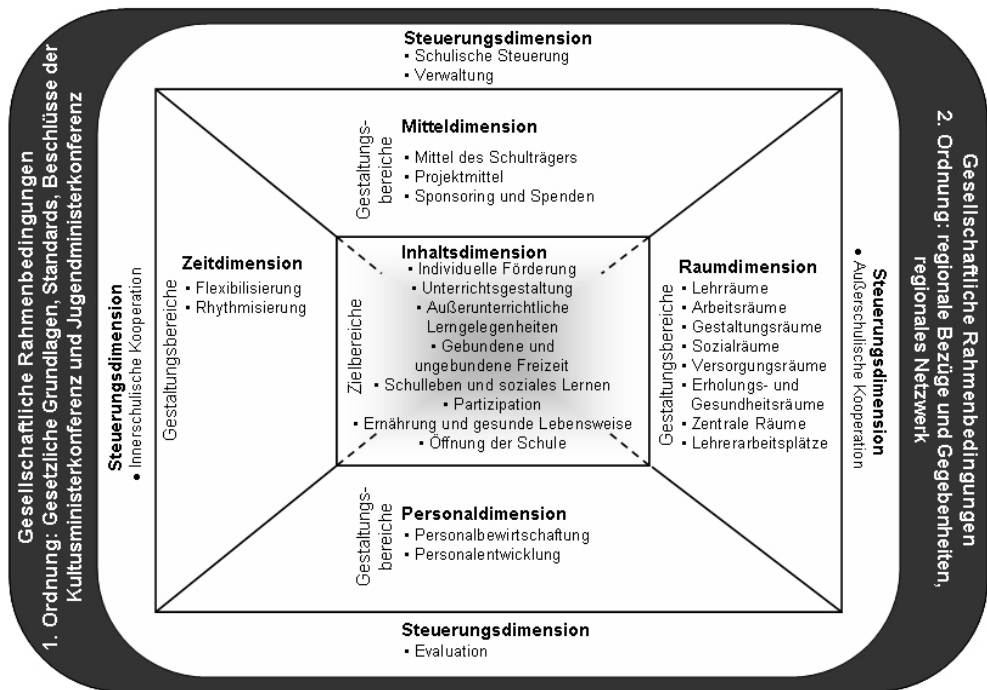 Gesellschaftliche Rahmenbedingungen
1. Ordnung: Gesetzliche Grundlagen, Standards, Beschlüsse der
Kultusministerkonferenz und Jugendministerkonferenz
Steuerungsdimension
▪ Schulische Steuerung
▪ Verwaltung
Gestaltungs-
bereiche
Mitteldimension
▪ Mittel des Schulträgers
▪ Projektmittel
▪ Sponsoring und Spenden
Steuerungsdimension
• Innerschulische Kooperation
Gestaltungsbereiche
Zeitdimension
▪ Flexibilisierung
▪ Rhythmisierung
Zielbereiche
Inhaltsdimension
▪ Individuelle Förderung
▪ Unterrichtsgestaltung
▪ Außerunterrichtliche
Lerngelegenheiten
▪ Gebundene und
ungebundene Freizeit
▪ Schulleben und soziales Lernen
▪ Partizipation
▪ Ernährung und gesunde Lebensweise
▪ Öffnung der Schule
Gestaltungsbereiche
Raumdimension
▪ Lehrräume
▪ Arbeitsräume
▪ Gestaltungsräume
▪ Sozialräume
▪ Versorgungsräume
▪ Erholungs- und
Gesundheitsräume
▪ Zentrale Räume
▪ Lehrerarbeitsplätze
Steuerungsdimension
• Außerschulische Kooperation
Gestaltungs-
bereiche
Personaldimension
▪ Personalbewirtschaftung
▪ Personalentwicklung
Steuerungsdimension
▪ Evaluation
Gesellschaftliche Rahmenbedingungen
2. Ordnung: regionale Bezüge und Gegebenheiten,
regionales Netzwerk